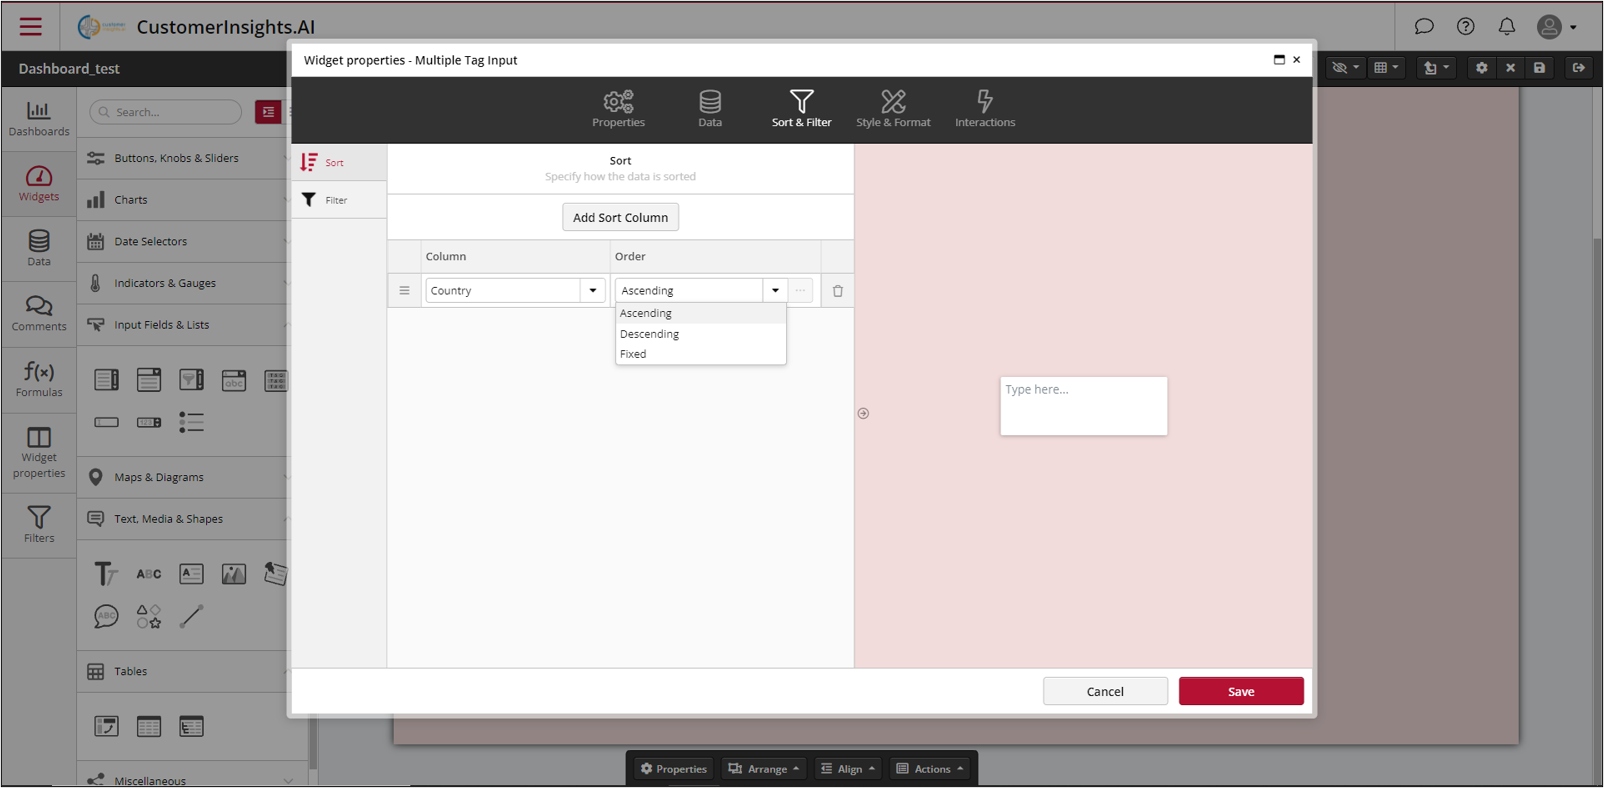 CustomerInsights.AI
Dashboard_test
Widget properties - Multiple Tag Input
Properties
Data
Sort & Filter
Style & Format
Interactions
Dashboards
Widgets
Data
Comments
f(x)
Formulas
Widget
properties
Filters
Search...
Buttons, Knobs & Sliders
Charts
Date Selectors
Indicators & Gauges
Input Fields & Lists
abc
Maps & Diagrams
Text, Media & Shapes
ABC
ABC
Tables
Miscellaneous
Sort
Filter
Sort
Specify how the data is sorted
Add Sort Column
Column
Order
Country
Ascending
Ascending
Descending
Fixed
Type here...
Cancel
Save
Properties
Arrange
Align
Actions